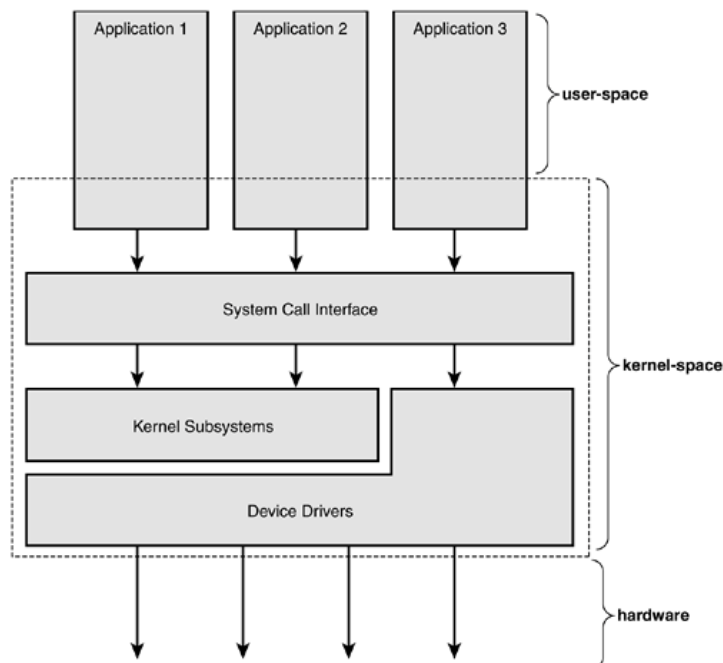 Application 1
Application 2
Application 3
user-space
System Call Interface
kernel-space
Kernel Subsystems
Device Drivers
hardware